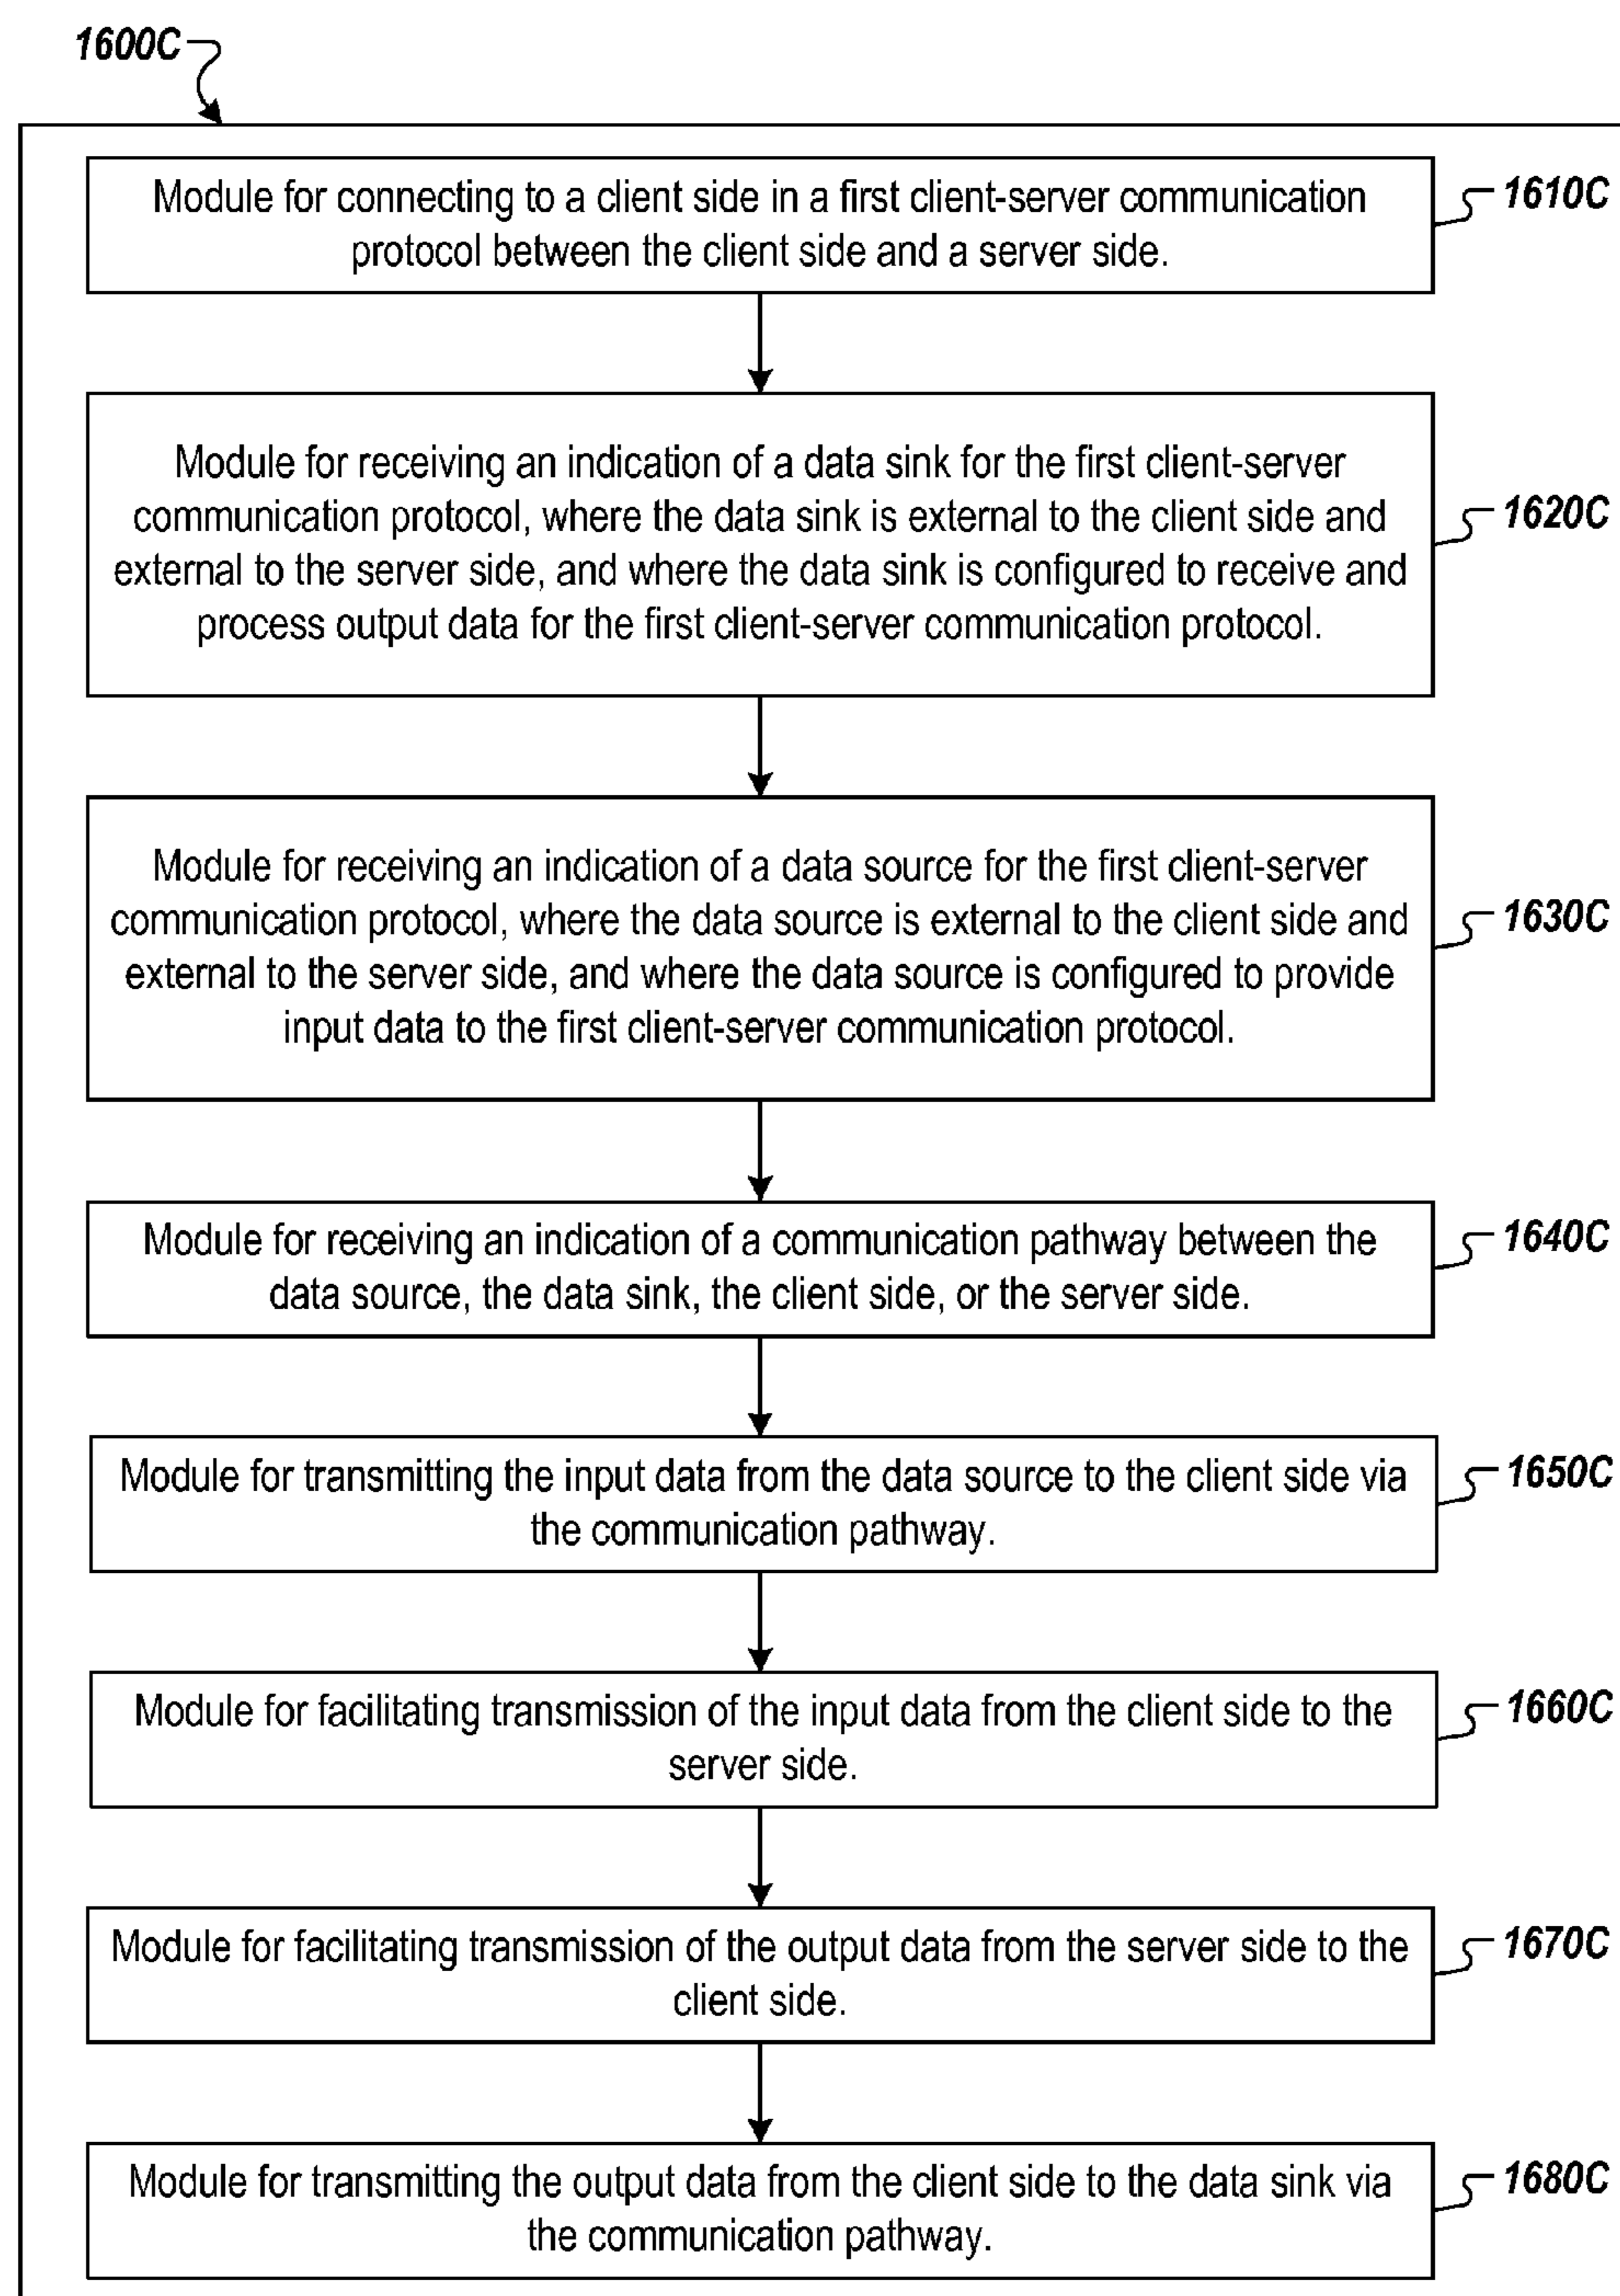 1600C
Module for connecting to a client side in a first client-server communication
protocol between the client side and a server side.
1610C
Module for receiving an indication of a data sink for the first client-server
communication protocol, where the data sink is external to the client side and
external to the server side, and where the data sink is configured to receive and
process output data for the first client-server communication protocol.
1620C
Module for receiving an indication of a data source for the first client-server
communication protocol, where the data source is external to the client side and
external to the server side, and where the data source is configured to provide
input data to the first client-server communication protocol.
1630C
Module for receiving an indication of a communication pathway between the
data source, the data sink, the client side, or the server side.
1640C
Module for transmitting the input data from the data source to the client side via
the communication pathway.
1650C
Module for facilitating transmission of the input data from the client side to the
server side.
1660C
Module for facilitating transmission of the output data from the server side to the
client side.
1670C
Module for transmitting the output data from the client side to the data sink via
the communication pathway.
1680C